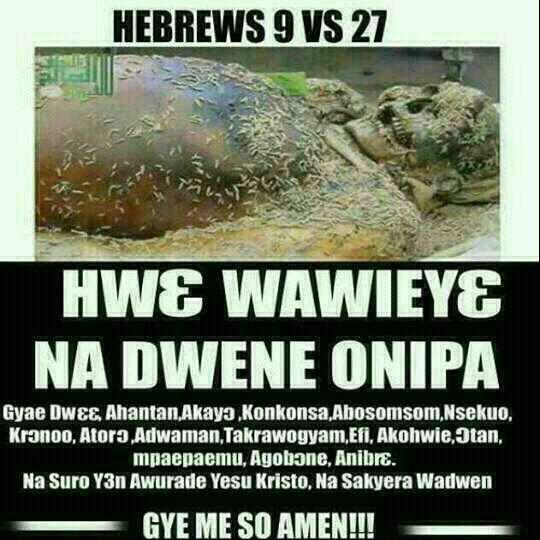 HEBREWS 9 VS 27
HWƐ WAWIEYƐ
NA DWENE ONIPA
Gyae Dwɛɛ, Ahantan,Akayɔ ,Konkonsa,Abosomsom,Nsekuo,
Krɔnoo, Atorɔ ,Adwaman,Takrawogyam,Efi, Akohwie,Ɔtan,
mpaepaemu, Agobɔne, Anibrɛ.
Na Suro Y3n Awurade Yesu Kristo, Na Sakyera Wadwen
GYE ME SO AMEN!!!